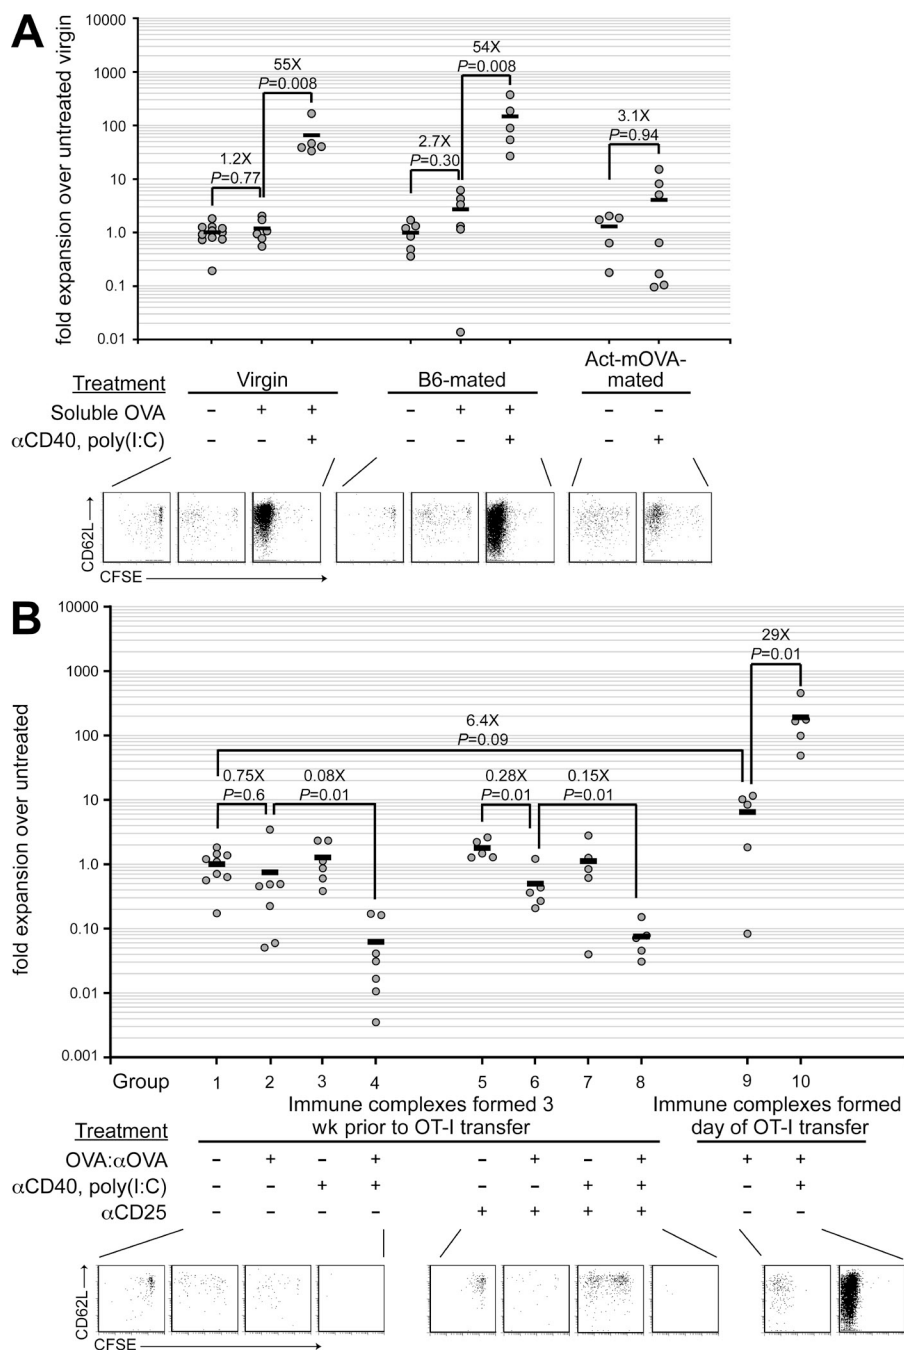 A
fold expansion over untreated virgin
10000
1000
100
10
1.0
0.1
0.01
1.2X
P=0.77
55X
P=0.008
2.7X
P=0.30
54X
P=0.008
3.1X
P=0.94
Treatment
Virgin
B6-mated
Act-mOVA-
mated
Soluble OVA - + + - + + - -
αCD40, poly(I:C) - - + - - + - +
CD62L
CFSE
B
fold expansion over untreated
10000
1000
100
10
1.0
0.10
0.01
0.001
0.75X
P=0.6
0.08X
P=0.01
6.4X
P=0.09
0.28X
P=0.01
0.15X
P=0.01
29X
P=0.01
Group 1 2 3 4 5 6 7 8 9 10
Treatment
Immune complexes formed 3
wk prior to OT-I transfer
Immune complexes formed
day of OT-I transfer
OVA:αOVA - + - + - + - + + +
αCD40, poly(I:C) - - + + - - + + - +
αCD25 - - - - + + + + - -
CD62L
CFSE